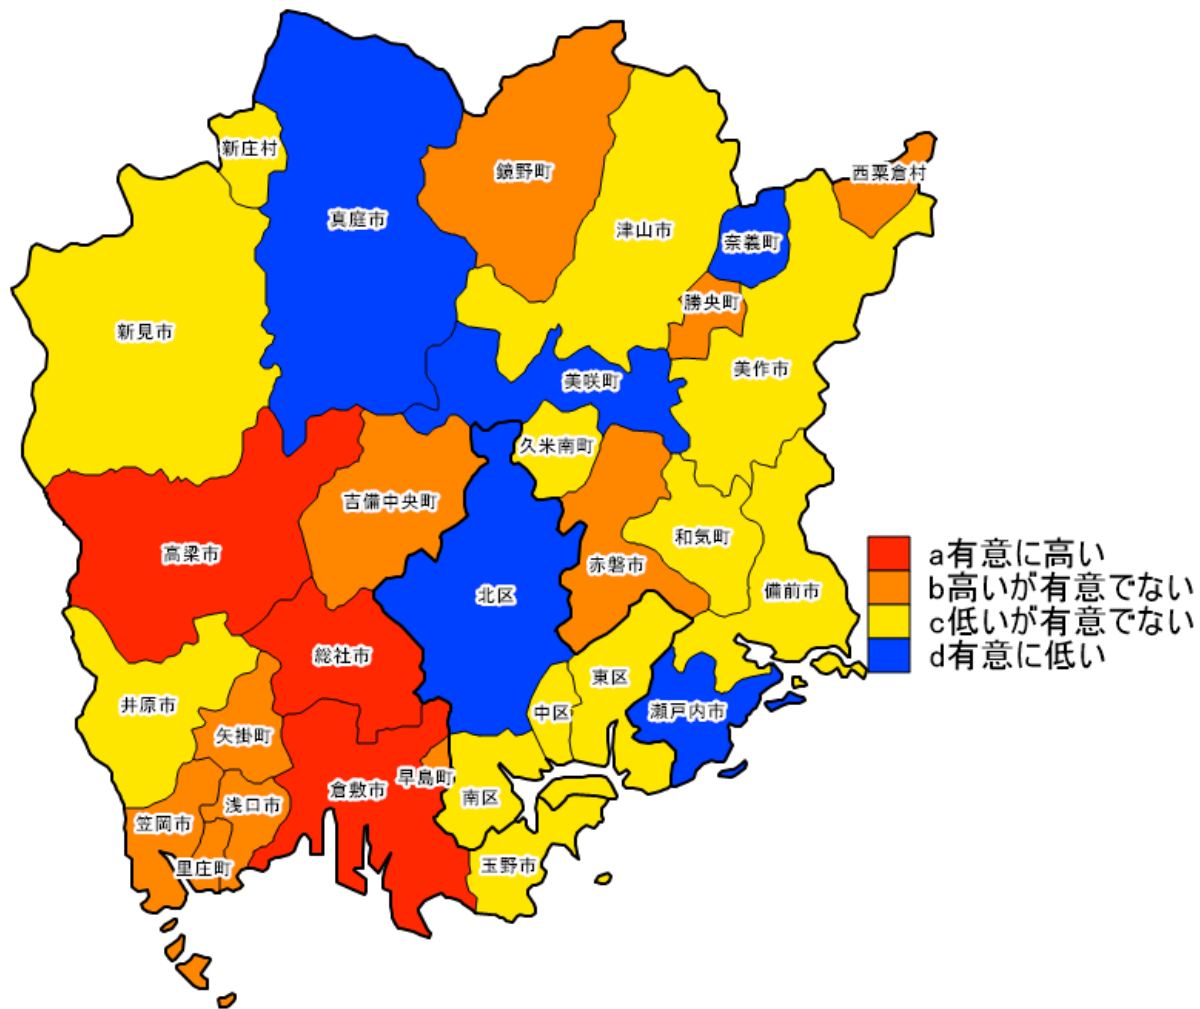 新庄村
鏡野町
西粟倉村
真庭市
津山市
奈義町
勝央町
新見市
美作市
美咲町
久米南町
吉備中央町
和気町
高梁市
赤磐市
備前市
北区
総社市
東区
井原市
中区
瀬戸内市
矢掛町
早島町
倉敷市
南区
浅口市
笠岡市
里庄町
玉野市
a有意に高い
b高いが有意でない
c低いが有意でない
d有意に低い